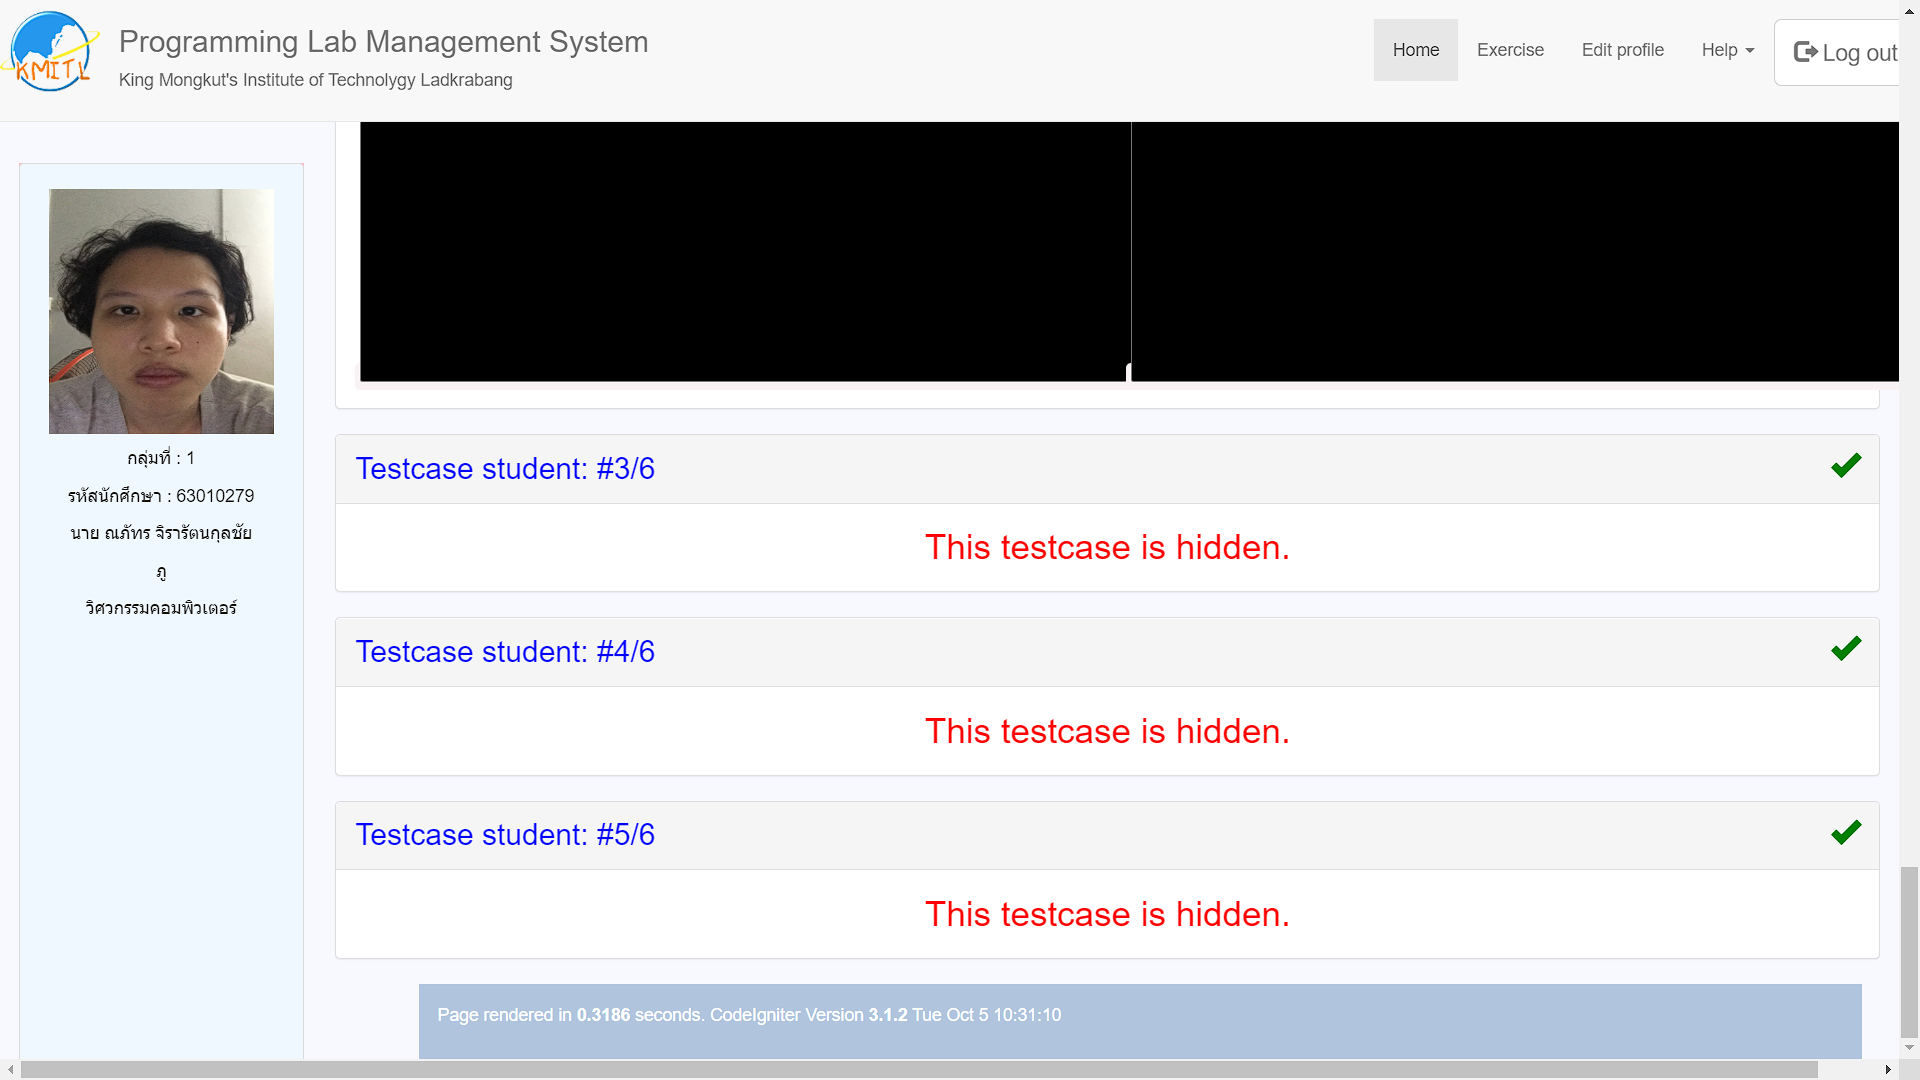 Programming Lab Management System
King Mongkut's Institute of Technolygy Ladkrabang
KMITL
Home Exercise Edit profile Help Log out
กลุ่มที่ : 1
รหัสนักศึกษา : 63010279
นาย ณภัทร จิรารัตนกุลชัย
ภู
วิศวกรรมคอมพิวเตอร์
Testcase student: #3/6
This testcase is hidden.
Testcase student: #4/6
This testcase is hidden.
Testcase student: #5/6
This testcase is hidden.
Page rendered in 0.3186 seconds. CodeIgniter Version 3.1.2 Tue Oct 5 10:31:10